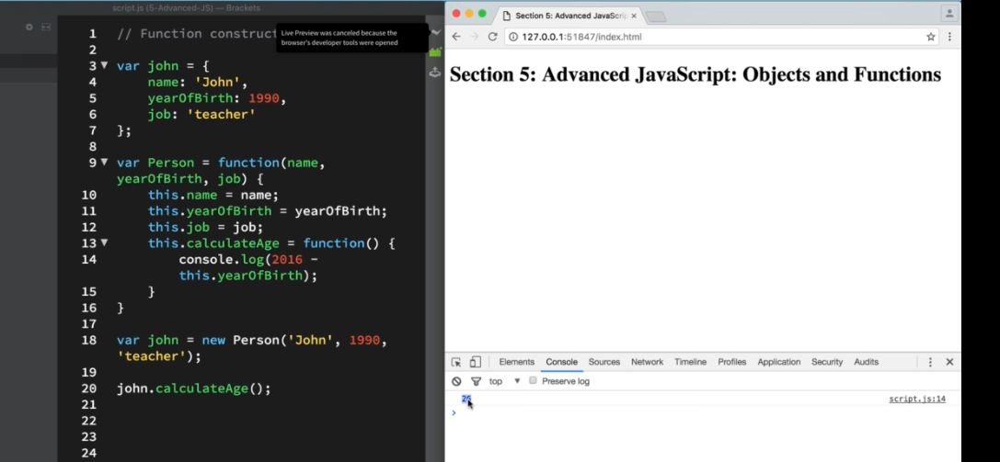 script.js (5-Advanced-JS) — Brackets
Live Preview was canceled because the
browser's developer tools were opened
1 // Function construct
2
3 var john = {
4 name: 'John',
5 yearOfBirth: 1990,
6 job: 'teacher'
7 };
8
9 var Person = function(name,
yearOfBirth, job) {
10 this.name = name;
11 this.yearOfBirth = yearOfBirth;
12 this.job = job;
13 this.calculateAge = function() {
14 console.log(2016 -
this.yearOfBirth);
15 }
16 }
17
18 var john = new Person('John', 1990,
'teacher');
19
20 john.calculateAge();
21
22
23
24
Section 5: Advanced JavaScrip
127.0.0.1:51847/index.html
Section 5: Advanced JavaScript: Objects and Functions
Elements Console Sources Network Timeline Profiles Application Security Audits
top Preserve log
script.js:14